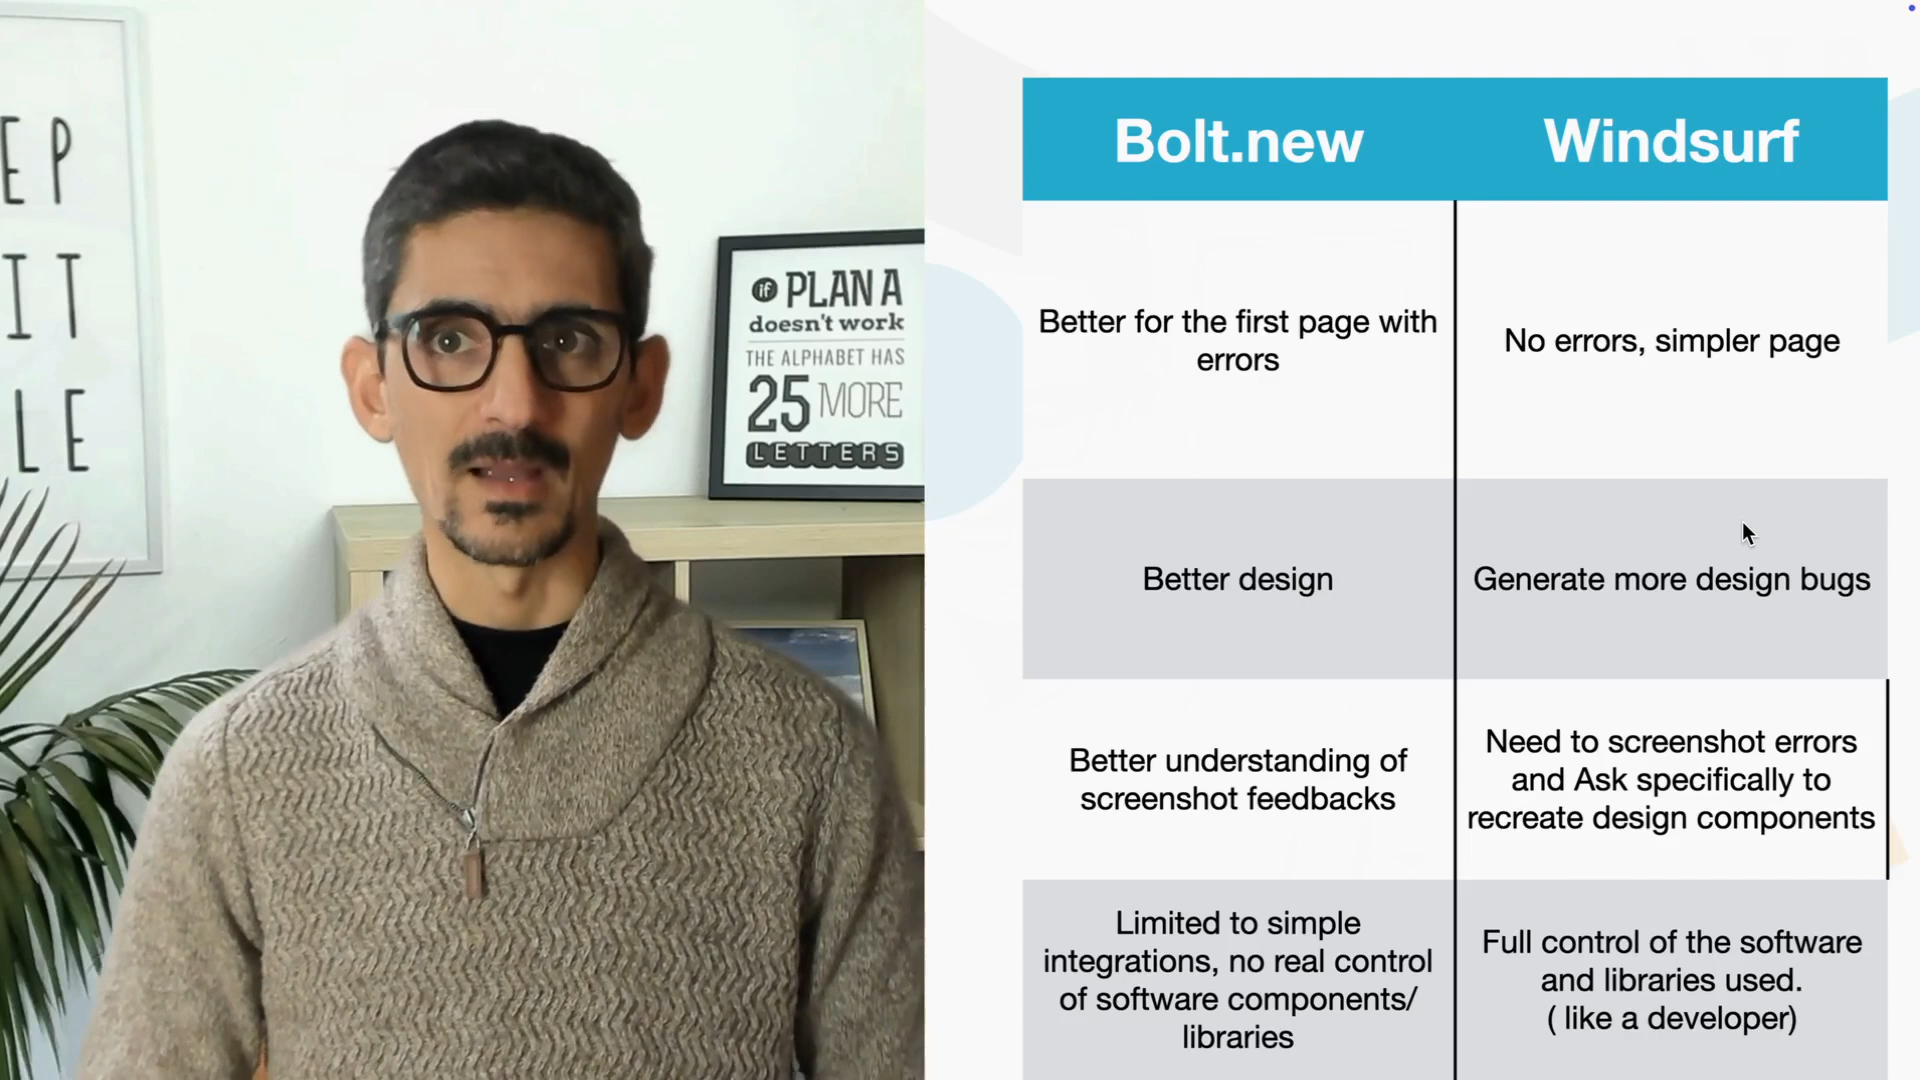 EP
IT
LE
if PLAN A
doesn't work
THE ALPHABET HAS
25 MORE
LETTERS
Bolt.new
Windsurf
Better for the first page with
errors
No errors, simpler page
Better design
Generate more design bugs
Better understanding of
screenshot feedbacks
Need to screenshot errors
and Ask specifically to
recreate design components
Limited to simple
integrations, no real control
of software components/
libraries
Full control of the software
and libraries used.
( like a developer)